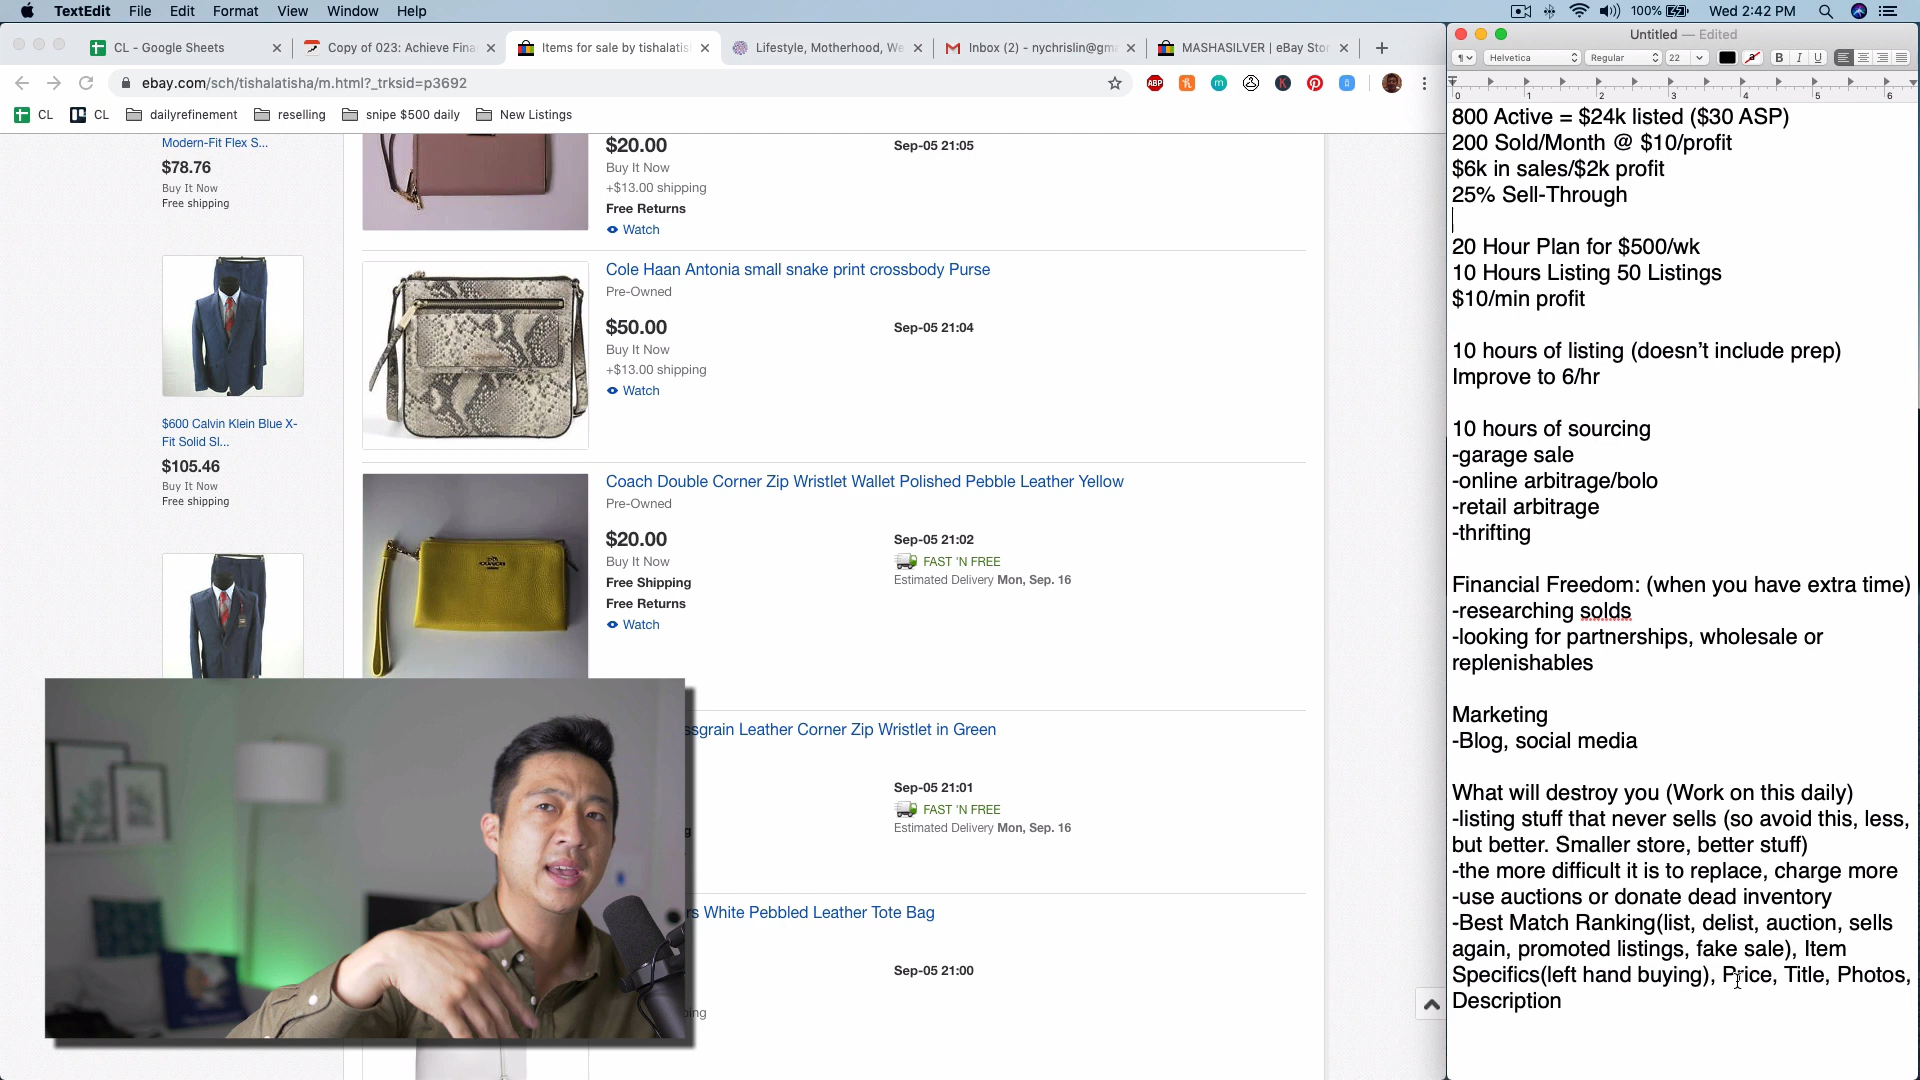 TextEdit File Edit Format View Window Help
100% Wed 2:42 PM
CL - Google Sheets
Copy of 023: Achieve Fina
Items for sale by tishalatis
Lifestyle, Motherhood, We
Inbox (2) - nychrislin@gma
MASHASILVER | eBay Stor
ebay.com/sch/tishalatisha/m.html?_trksid=p3692
ABP
CL CL dailyrefinement reselling snipe $500 daily New Listings
Modern-Fit Flex S...
$78.76
Buy It Now
Free shipping
$600 Calvin Klein Blue X-
Fit Solid Sl...
$105.46
Buy It Now
Free shipping
$20.00
Sep-05 21:05
Buy It Now
+$13.00 shipping
Free Returns
Watch
Cole Haan Antonia small snake print crossbody Purse
Pre-Owned
$50.00
Sep-05 21:04
Buy It Now
+$13.00 shipping
Watch
Coach Double Corner Zip Wristlet Wallet Polished Pebble Leather Yellow
Pre-Owned
$20.00
Sep-05 21:02
Buy It Now
FAST 'N FREE
Free Shipping
Estimated Delivery Mon, Sep. 16
Free Returns
Watch
COACH
ssgrain Leather Corner Zip Wristlet in Green
Sep-05 21:01
FAST 'N FREE
Estimated Delivery Mon, Sep. 16
rs White Pebbled Leather Tote Bag
Sep-05 21:00
ing
Untitled — Edited
Helvetica Regular 22 B I U
0 1 2 3 4 5 6
800 Active = $24k listed ($30 ASP)
200 Sold/Month @ $10/profit
$6k in sales/$2k profit
25% Sell-Through
20 Hour Plan for $500/wk
10 Hours Listing 50 Listings
$10/min profit
10 hours of listing (doesn’t include prep)
Improve to 6/hr
10 hours of sourcing
-garage sale
-online arbitrage/bolo
-retail arbitrage
-thrifting
Financial Freedom: (when you have extra time)
-researching solds
-looking for partnerships, wholesale or
replenishables
Marketing
-Blog, social media
What will destroy you (Work on this daily)
-listing stuff that never sells (so avoid this, less,
but better. Smaller store, better stuff)
-the more difficult it is to replace, charge more
-use auctions or donate dead inventory
-Best Match Ranking(list, delist, auction, sells
again, promoted listings, fake sale), Item
Specifics(left hand buying), Price, Title, Photos,
Description